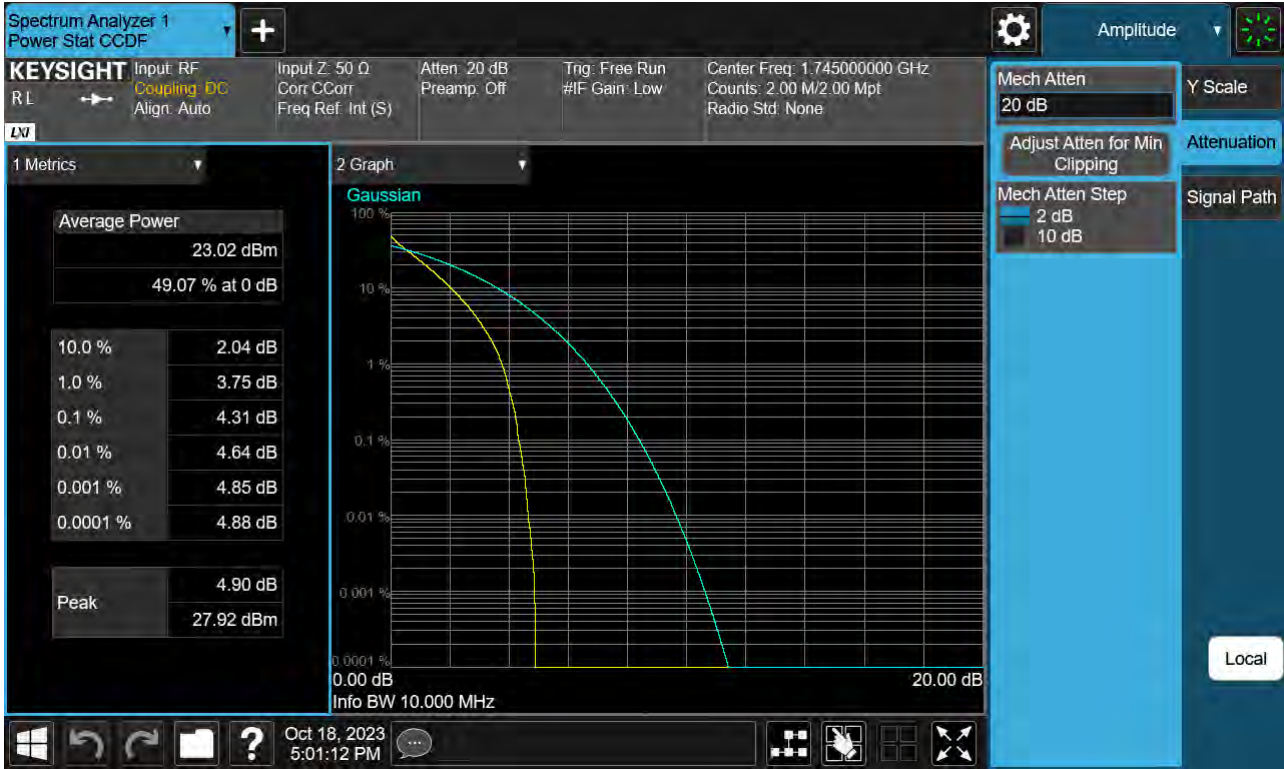 Spectrum Analyzer 1
Power Stat CCDF
+
Amplitude
KEYSIGHT
R L
LXI
Input: RF
Coupling: DC
Align: Auto
Input Z: 50 Ω
Corr CCorr
Freq Ref: Int (S)
Atten: 20 dB
Preamp: Off
Trig: Free Run
#IF Gain: Low
Center Freq: 1.745000000 GHz
Counts: 2.00 M/2.00 Mpt
Radio Std: None
1 Metrics
Average Power
23.02 dBm
49.07 % at 0 dB
10.0 % 2.04 dB
1.0 % 3.75 dB
0.1 % 4.31 dB
0.01 % 4.64 dB
0.001 % 4.85 dB
0.0001 % 4.88 dB
Peak
4.90 dB
27.92 dBm
2 Graph
Gaussian
100 %
10 %
1 %
0.1 %
0.01 %
0.001 %
0.0001 %
0.00 dB 20.00 dB
Info BW 10.000 MHz
Mech Atten
20 dB
Adjust Atten for Min
Clipping
Mech Atten Step
2 dB
10 dB
Y Scale
Attenuation
Signal Path
Local
?
Oct 18, 2023
5:01:12 PM